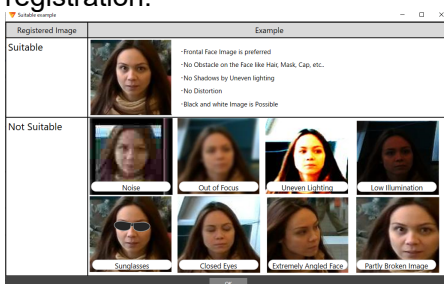 registration.
Suitable example
Registered Image
Example
Suitable
-Frontal Face Image is preferred
-No Obstacle on the Face like Hair, Mask, Cap, etc..
-No Shadows by Uneven lighting
-No Distortion
-Black and white Image is Possible
Not Suitable
Noise
Out of Focus
Uneven Lighting
Low Illumination
Sunglasses
Closed Eyes
Extremely Angled Face
Partly Broken Image